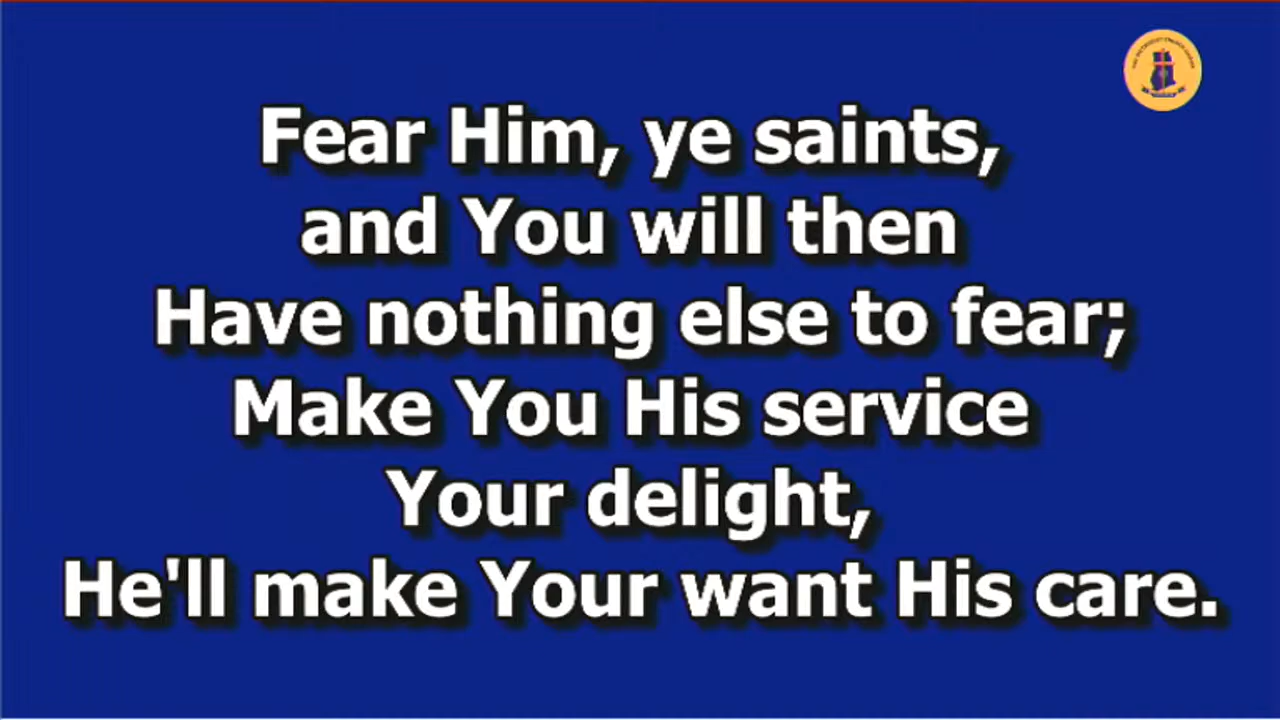 Fear Him, ye saints,
and You will then
Have nothing else to fear;
Make You His service
Your delight,
He'll make Your want His care.